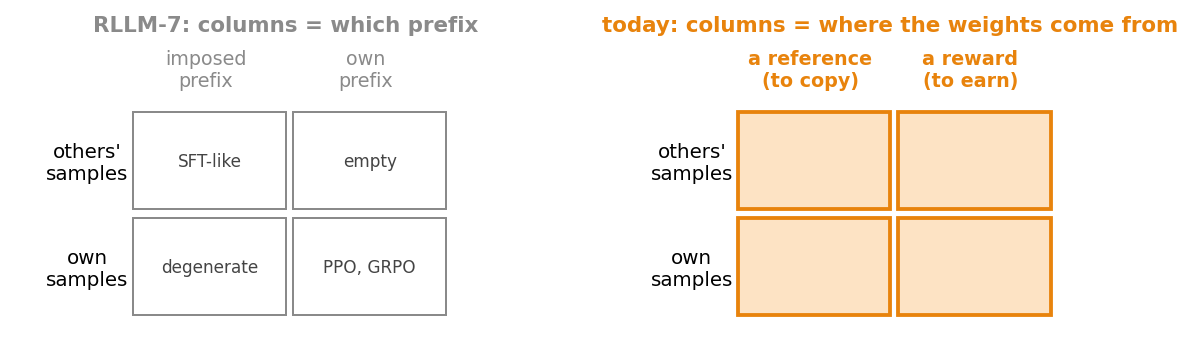 RLLM-7: columns = which prefix
imposed
prefix
own
prefix
others'
samples
SFT-like
empty
own
samples
degenerate
PPO, GRPO
today: columns = where the weights come from
a reference
(to copy)
a reward
(to earn)
others'
samples
own
samples